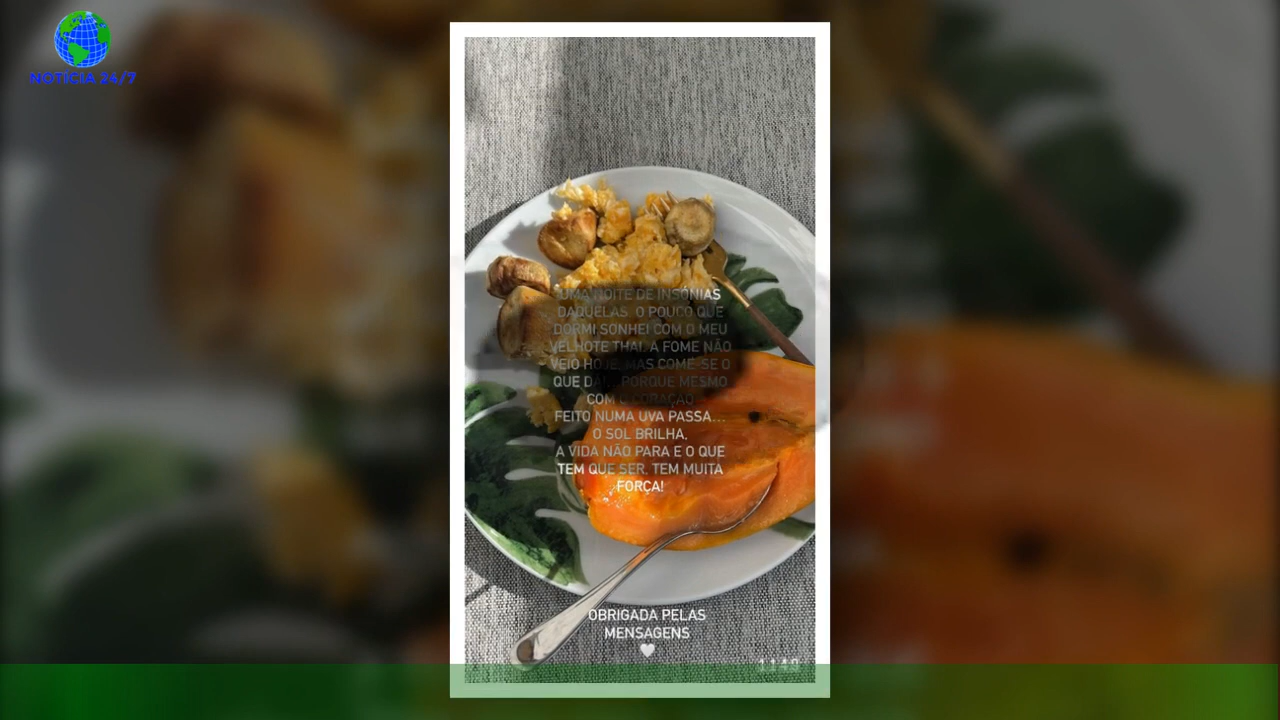 NOTÍCIA 24/7
UMA NOITE DE INSÓNIAS
DAQUELAS. O POUCO QUE
DORMI SONHEI COM O MEU
VELHOTE THAI. A FOME NÃO
VEIO HOJE, MAS COME-SE O
QUE DÁ... PORQUE MESMO
COM O CORAÇÃO
FEITO NUMA UVA PASSA...
O SOL BRILHA,
A VIDA NÃO PARA E O QUE
TEM QUE SER, TEM MUITA
FORÇA!
OBRIGADA PELAS
MENSAGENS